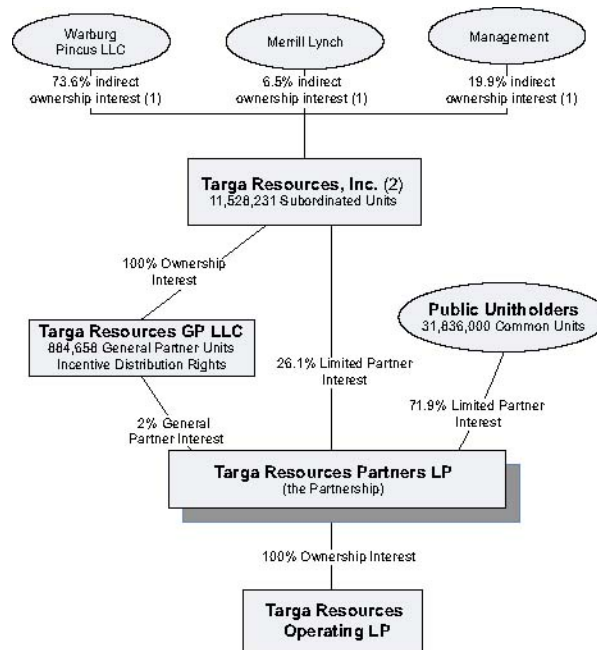 Warburg
Pincus LLC
Merrill Lynch
Management
73.6% indirect
ownership interest (1)
6.5% indirect
ownership interest (1)
19.9% indirect
ownership interest (1)
Targa Resources, Inc. (2)
11,528,231 Subordinated Units
100% Ownership
Interest
Public Unitholders
31,836,000 Common Units
Targa Resources GP LLC
884,658 General Partner Units
Incentive Distribution Rights
26.1% Limited Partner
Interest
71.9% Limited Partner
Interest
2% General
Partner Interest
Targa Resources Partners LP
(the Partnership)
100% Ownership Interest
Targa Resources
Operating LP